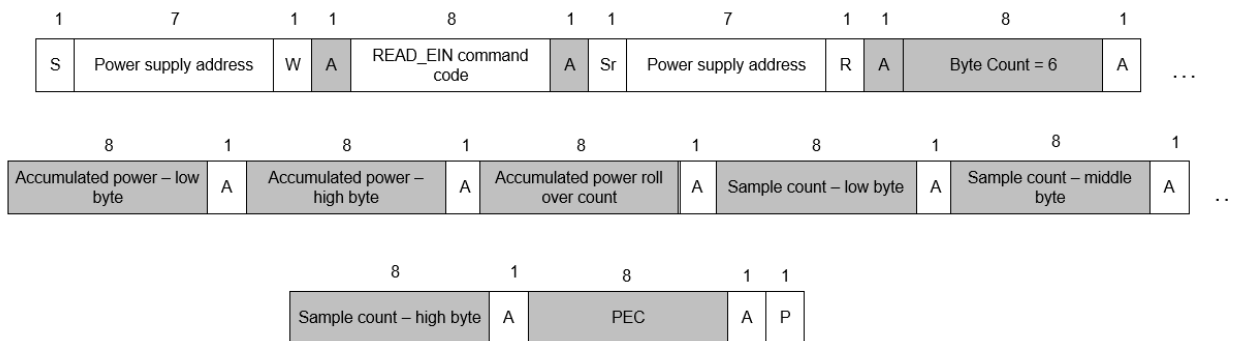 1 7 1 1 8 1 1 7 1 1 8 1
S Power supply address W A READ_EIN command code A Sr Power supply address R A Byte Count = 6 A ...
8 1 8 1 8 1 8 1 8 1
Accumulated power – low byte A Accumulated power – high byte A Accumulated power roll over count A Sample count – low byte A Sample count – middle byte A ..
8 1 8 1 1
Sample count – high byte A PEC A P